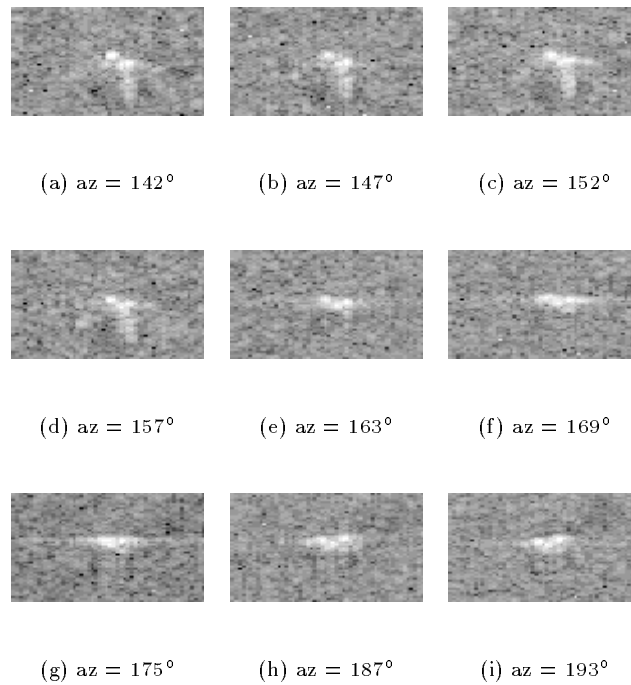 (a) az = 142°
(b) az = 147°
(c) az = 152°
(d) az = 157°
(e) az = 163°
(f) az = 169°
(g) az = 175°
(h) az = 187°
(i) az = 193°